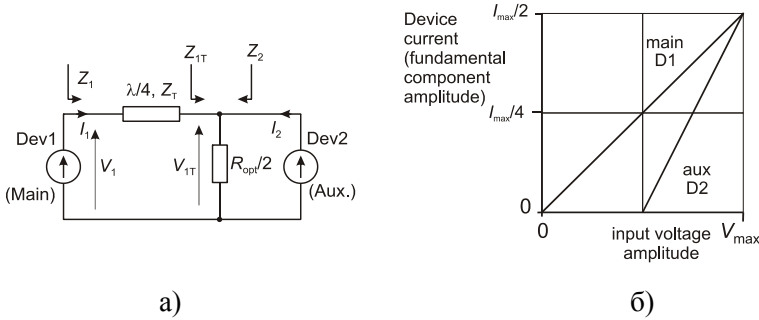 Z₁
Z₁T
Z₂
λ/4, Zᴛ
Dev1
(Main)
I₁
V₁
V₁T
Ropt/2
I₂
Dev2
(Aux.)
а)
Device
current
(fundamental
component
amplitude)
Imax/2
Imax/4
0
main
D1
aux
D2
0
input voltage
amplitude
Vmax
б)